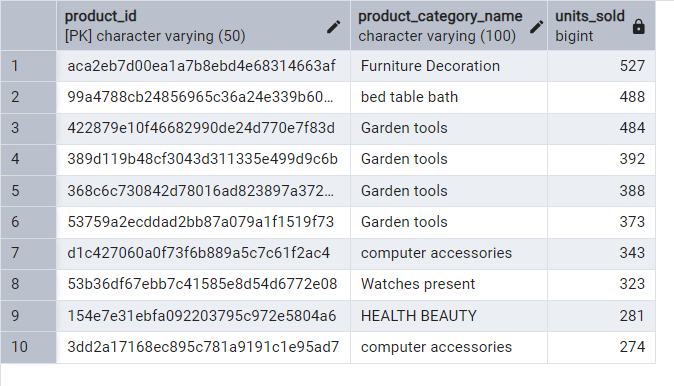 product_id product_category_name units_sold
[PK] character varying (50) character varying (100) bigint
1 aca2eb7d00ea1a7b8ebd4e68314663af Furniture Decoration 527
2 99a4788cb24856965c36a24e339b60... bed table bath 488
3 422879e10f46682990de24d770e7f83d Garden tools 484
4 389d119b48cf3043d311335e499d9c6b Garden tools 392
5 368c6c730842d78016ad823897a372... Garden tools 388
6 53759a2ecddad2bb87a079a1f1519f73 Garden tools 373
7 d1c427060a0f73f6b889a5c7c61f2ac4 computer accessories 343
8 53b36df67ebb7c41585e8d54d6772e08 Watches present 323
9 154e7e31ebfa092203795c972e5804a6 HEALTH BEAUTY 281
10 3dd2a17168ec895c781a9191c1e95ad7 computer accessories 274